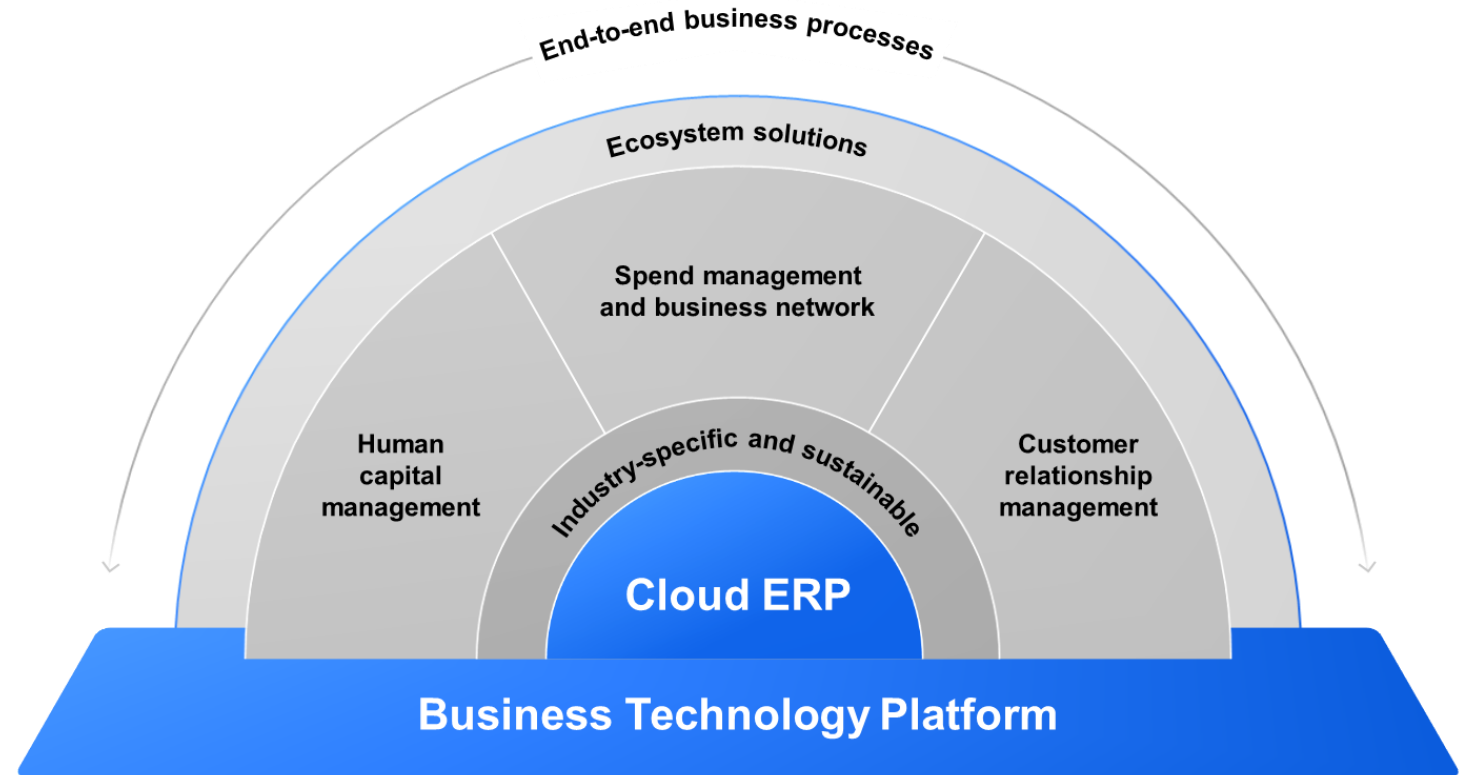 End-to-end business processes
Ecosystem solutions
Spend management
and business network
Human
capital
management
Customer
relationship
management
Industry-specific and sustainable
Cloud ERP
Business Technology Platform